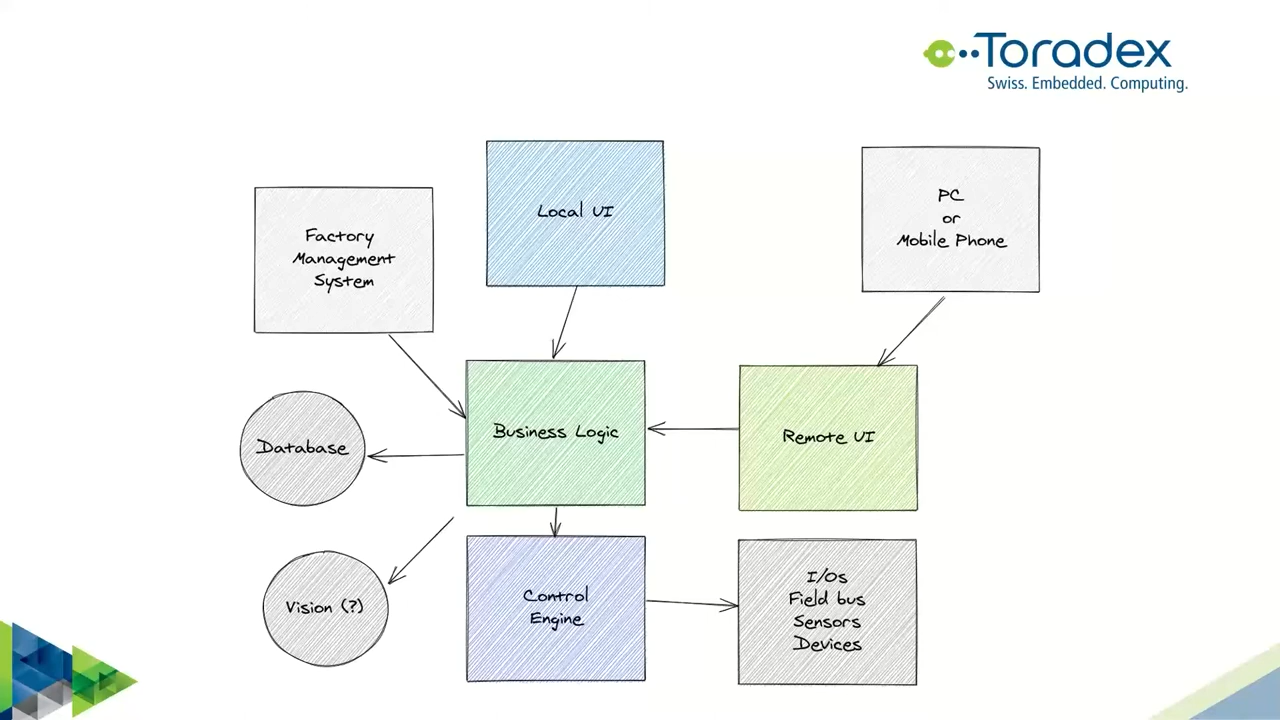 Toradex
Swiss. Embedded. Computing.
Local UI
PC
or
Mobile Phone
Factory
Management
System
Business Logic
Remote UI
Database
Vision (?)
Control
Engine
I/Os
Field bus
Sensors
Devices